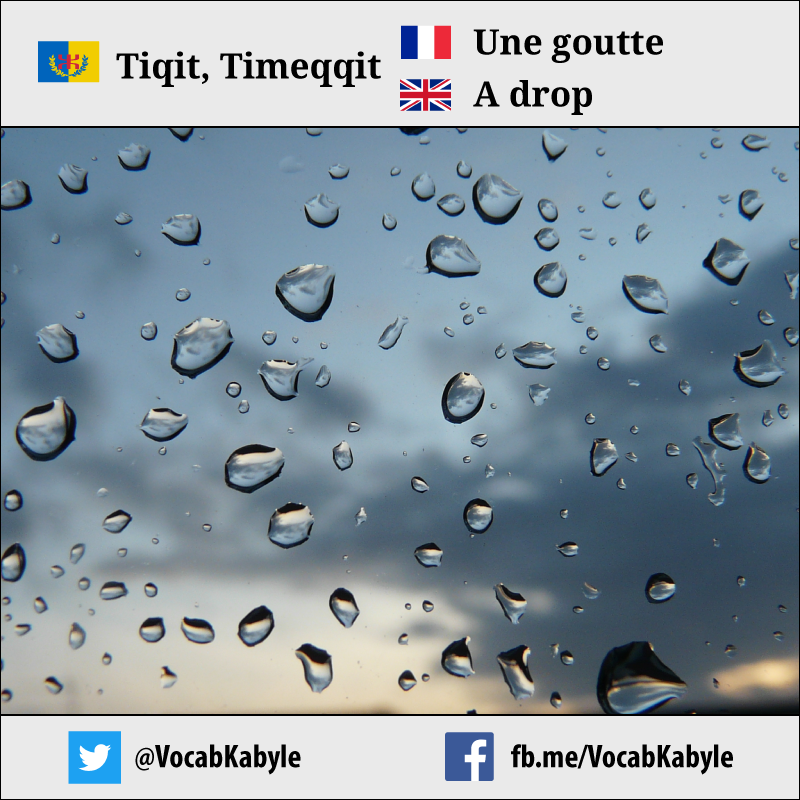 Tiqit, Timeqqit
Une goutte
A drop
@VocabKabyle
fb.me/VocabKabyle